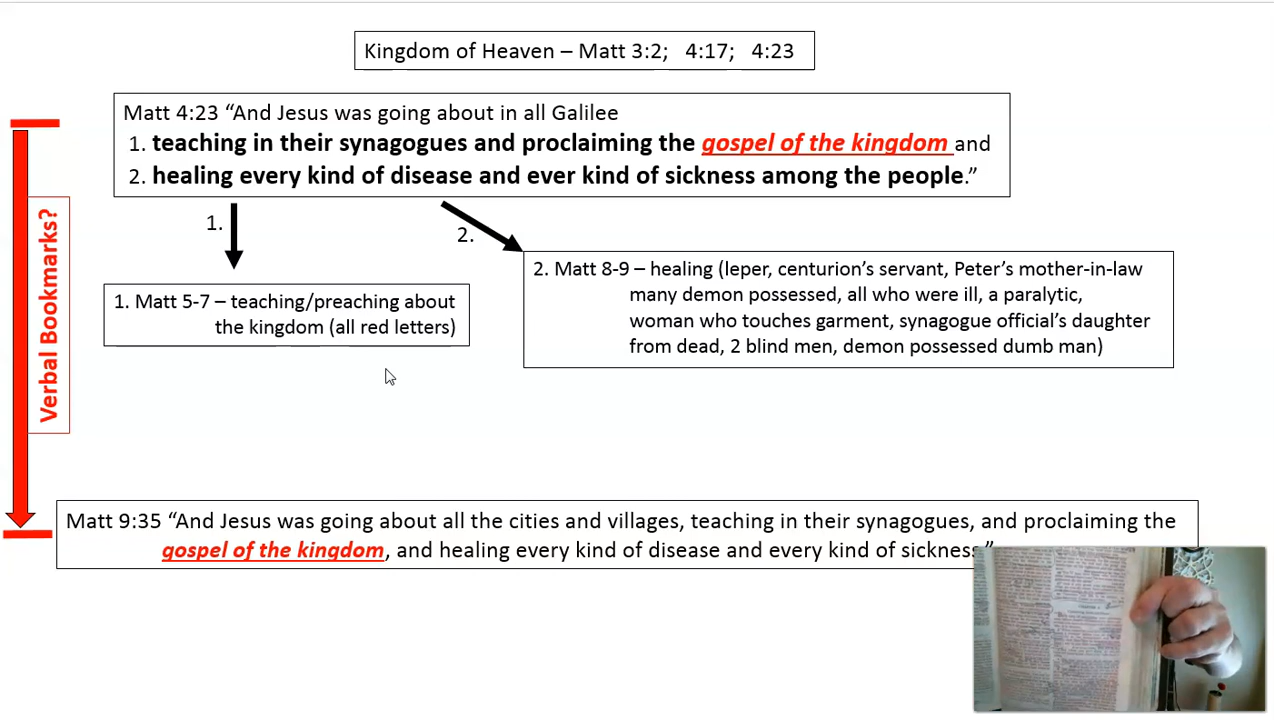 Kingdom of Heaven – Matt 3:2; 4:17; 4:23
Matt 4:23 “And Jesus was going about in all Galilee
1. teaching in their synagogues and proclaiming the gospel of the kingdom and
2. healing every kind of disease and ever kind of sickness among the people.”
1.
2.
Verbal Bookmarks?
1. Matt 5-7 – teaching/preaching about
the kingdom (all red letters)
2. Matt 8-9 – healing (leper, centurion’s servant, Peter’s mother-in-law
many demon possessed, all who were ill, a paralytic,
woman who touches garment, synagogue official’s daughter
from dead, 2 blind men, demon possessed dumb man)
Matt 9:35 “And Jesus was going about all the cities and villages, teaching in their synagogues, and proclaiming the
gospel of the kingdom, and healing every kind of disease and every kind of sickness.”